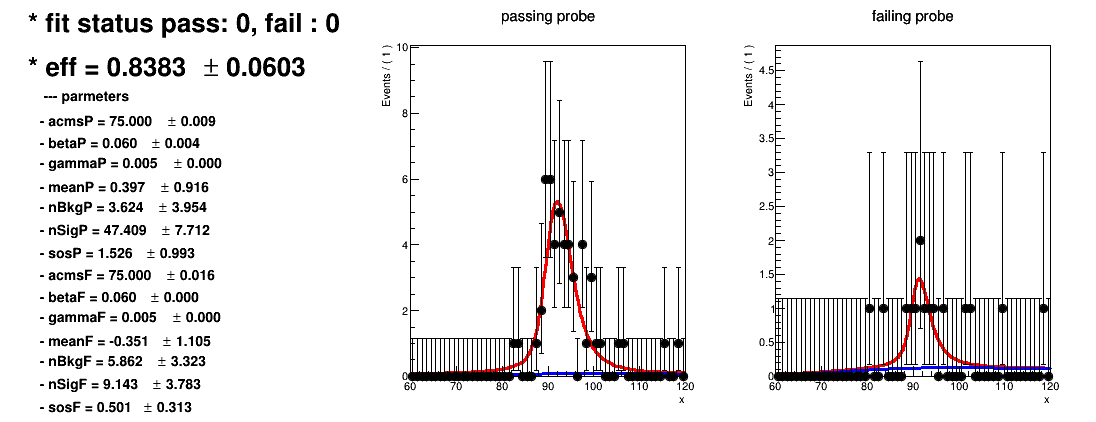 * fit status pass: 0, fail : 0
* eff = 0.8383 ± 0.0603
--- parmeters
- acmsP = 75.000 ± 0.009
- betaP = 0.060 ± 0.004
- gammaP = 0.005 ± 0.000
- meanP = 0.397 ± 0.916
- nBkgP = 3.624 ± 3.954
- nSigP = 47.409 ± 7.712
- sosP = 1.526 ± 0.993
- acmsF = 75.000 ± 0.016
- betaF = 0.060 ± 0.000
- gammaF = 0.005 ± 0.000
- meanF = -0.351 ± 1.105
- nBkgF = 5.862 ± 3.323
- nSigF = 9.143 ± 3.783
- sosF = 0.501 ± 0.313
passing probe
Events / ( 1 )
10
8
6
4
2
0
60 70 80 90 100 110 120
x
failing probe
Events / ( 1 )
4.5
4
3.5
3
2.5
2
1.5
1
0.5
0
60 70 80 90 100 110 120
x